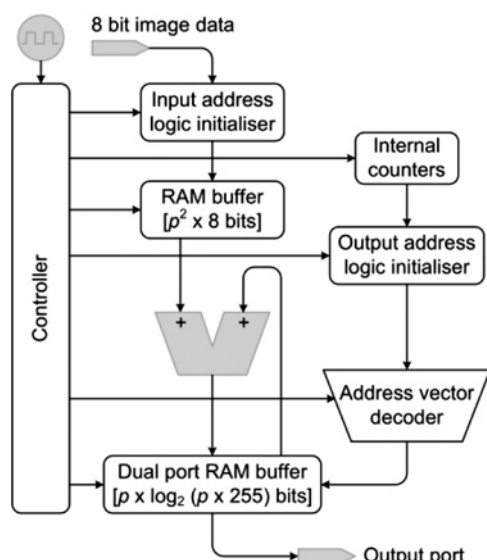 8 bit image data
Input address
logic initialiser
Internal
counters
RAM buffer
[p² x 8 bits]
Output address
logic initialiser
Controller
+ +
Address vector
decoder
Dual port RAM buffer
[p x log₂ (p x 255) bits]
Output port